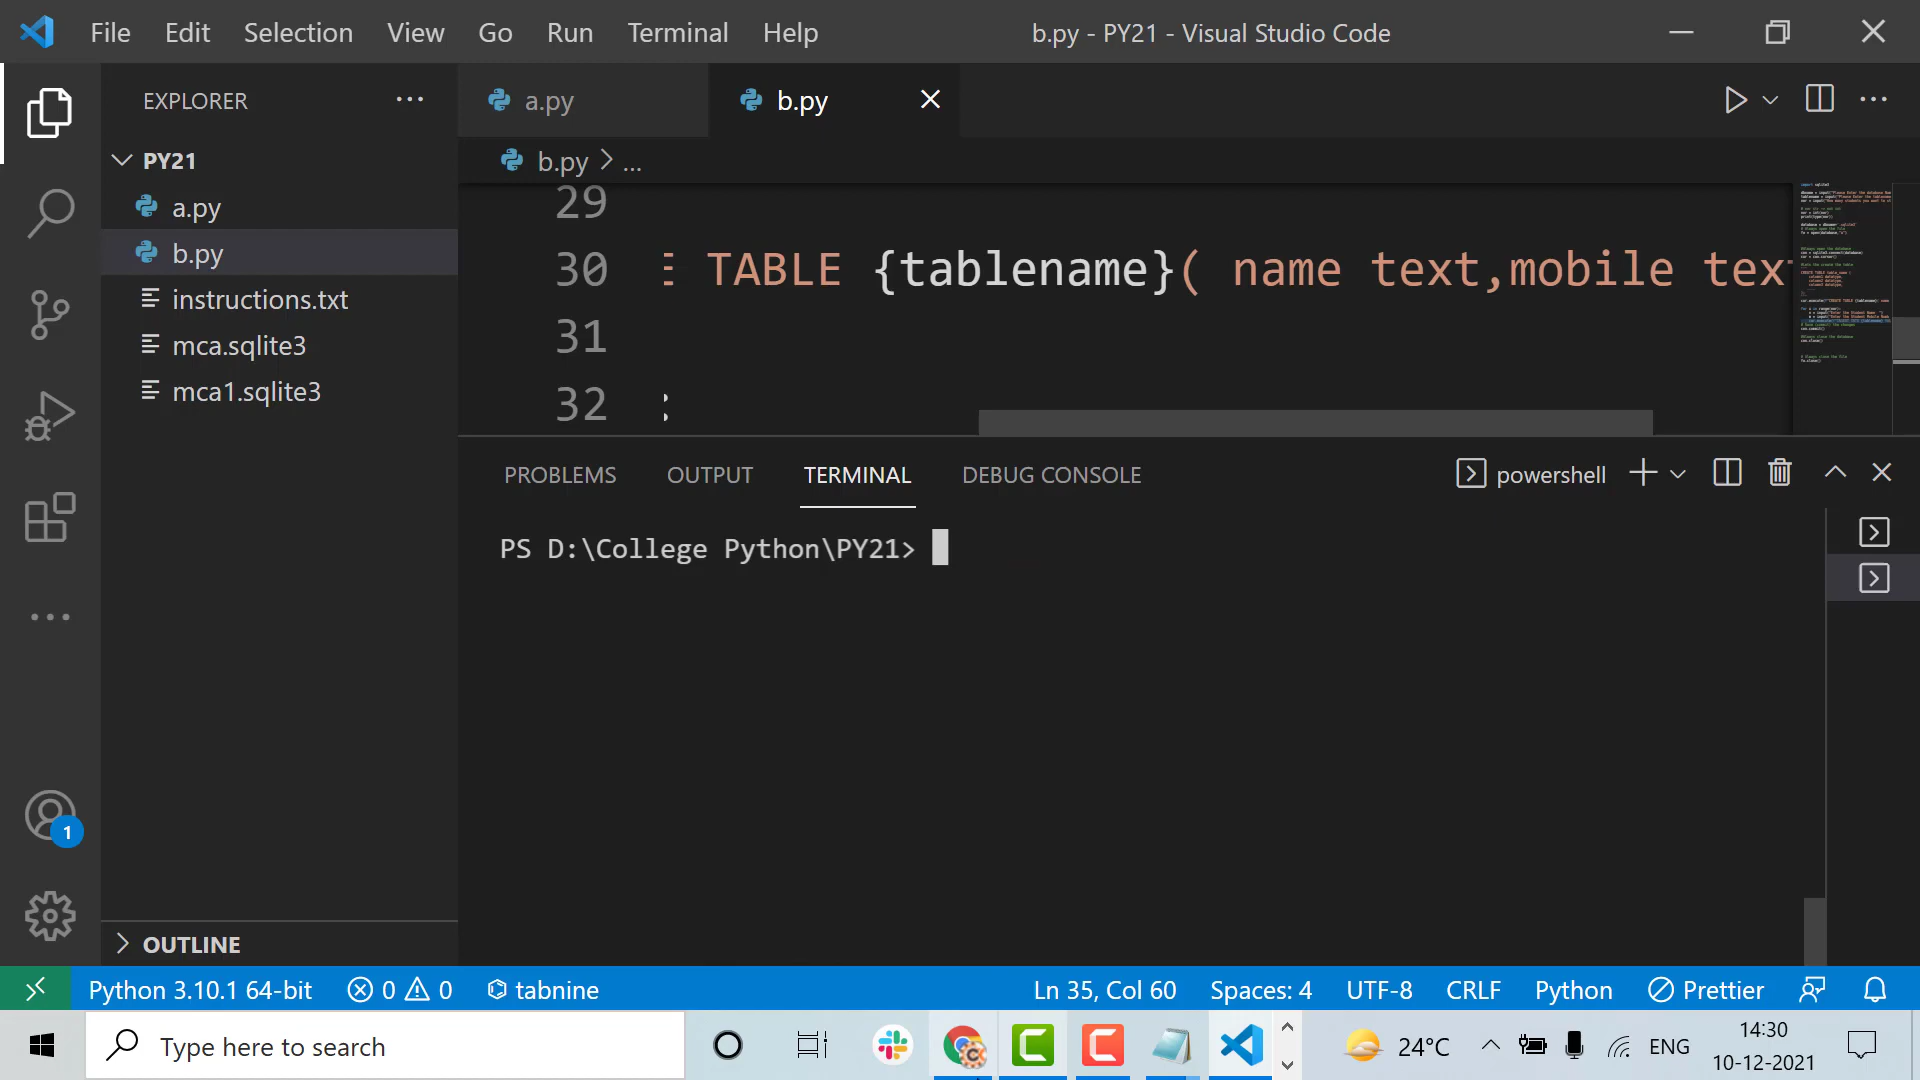 File Edit Selection View Go Run Terminal Help
b.py - PY21 - Visual Studio Code
EXPLORER
PY21
a.py
b.py
instructions.txt
mca.sqlite3
mca1.sqlite3
OUTLINE
a.py
b.py
b.py > ...
29
30 TABLE {tablename}( name text,mobile tex
31
32 :
PROBLEMS OUTPUT TERMINAL DEBUG CONSOLE
powershell
PS D:\College Python\PY21>
1
Python 3.10.1 64-bit 0 0 tabnine
Ln 35, Col 60 Spaces: 4 UTF-8 CRLF Python Prettier
Type here to search
24°C ENG
14:30
10-12-2021